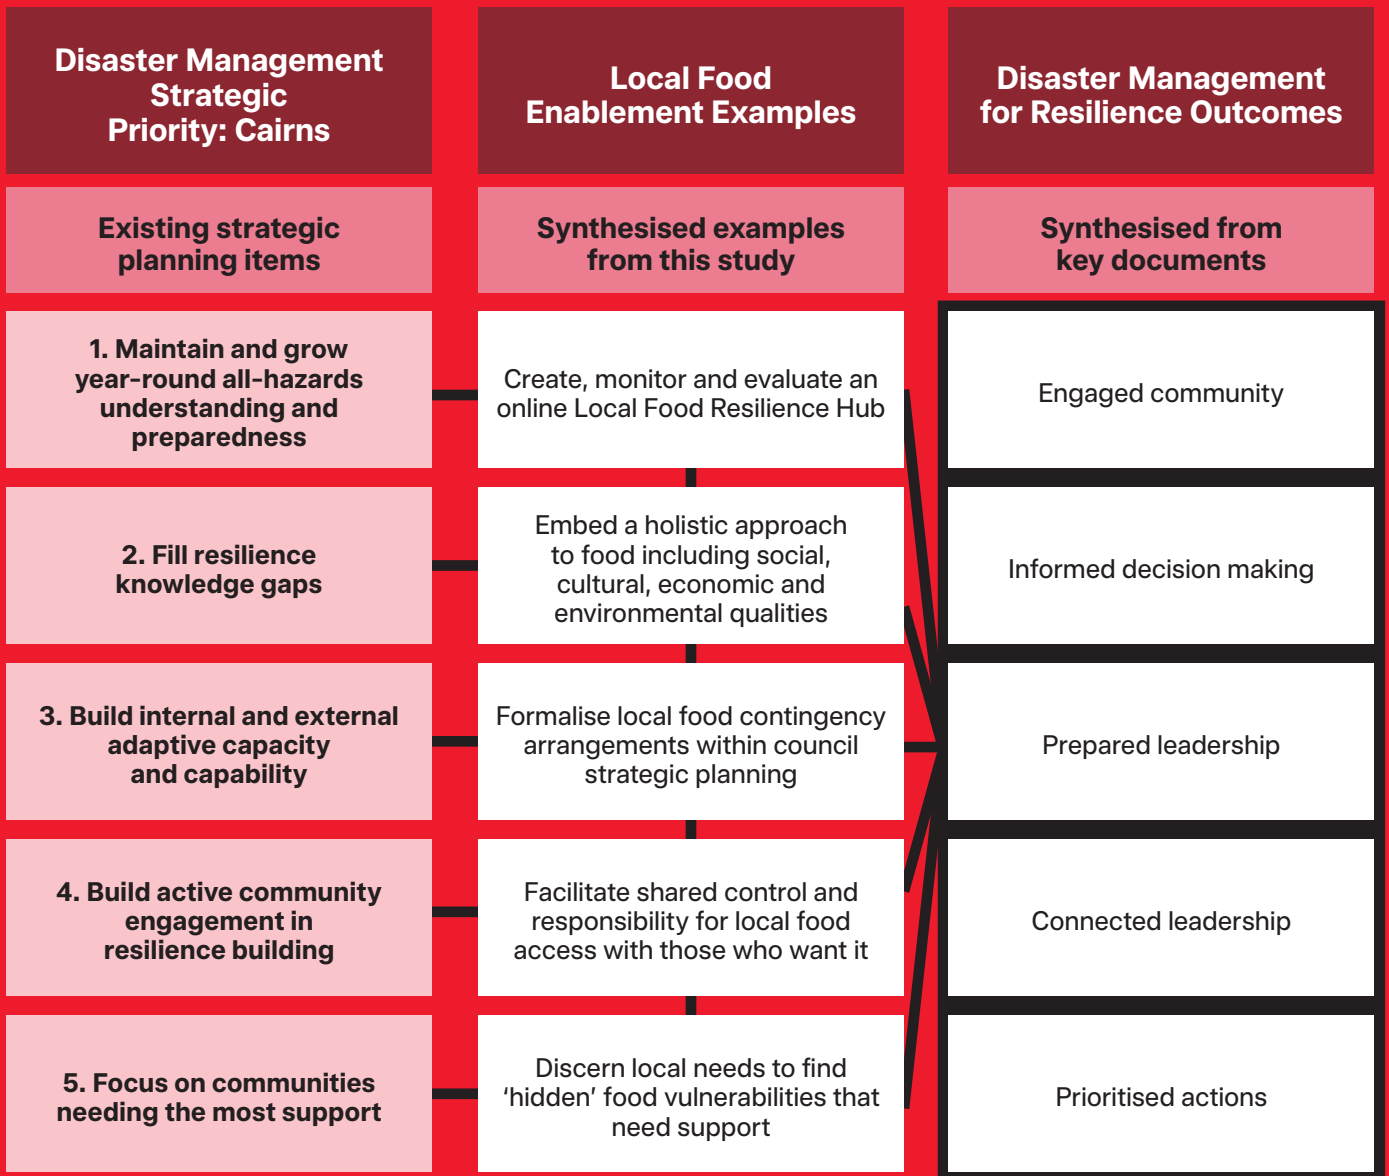 Disaster Management
Strategic
Priority: Cairns
Local Food
Enablement Examples
Disaster Management
for Resilience Outcomes
Existing strategic
planning items
Synthesised examples
from this study
Synthesised from
key documents
1. Maintain and grow
year-round all-hazards
understanding and
preparedness
Create, monitor and evaluate an
online Local Food Resilience Hub
Engaged community
2. Fill resilience
knowledge gaps
Embed a holistic approach
to food including social,
cultural, economic and
environmental qualities
Informed decision making
3. Build internal and external
adaptive capacity
and capability
Formalise local food contingency
arrangements within council
strategic planning
Prepared leadership
4. Build active community
engagement in
resilience building
Facilitate shared control and
responsibility for local food
access with those who want it
Connected leadership
5. Focus on communities
needing the most support
Discern local needs to find
‘hidden’ food vulnerabilities that
need support
Prioritised actions